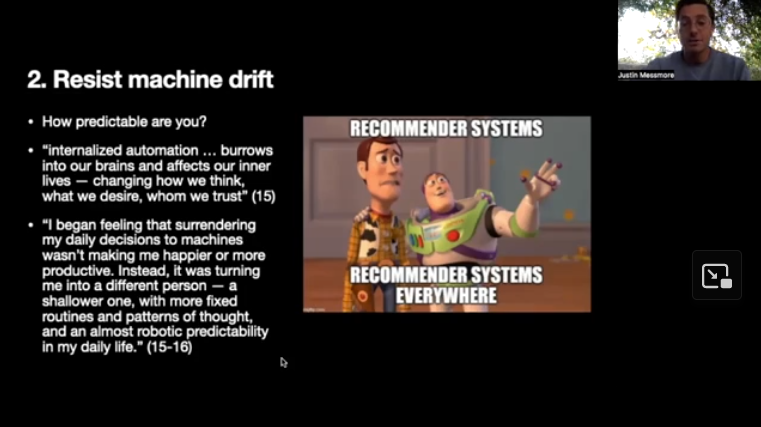 Justin Messmore
2. Resist machine drift
• How predictable are you?
• “internalized automation … burrows
into our brains and affects our inner
lives — changing how we think,
what we desire, whom we trust” (15)
• “I began feeling that surrendering
my daily decisions to machines
wasn’t making me happier or more
productive. Instead, it was turning
me into a different person — a
shallower one, with more fixed
routines and patterns of thought,
and an almost robotic predictability
in my daily life.” (15-16)
RECOMMENDER SYSTEMS
RECOMMENDER SYSTEMS
EVERYWHERE